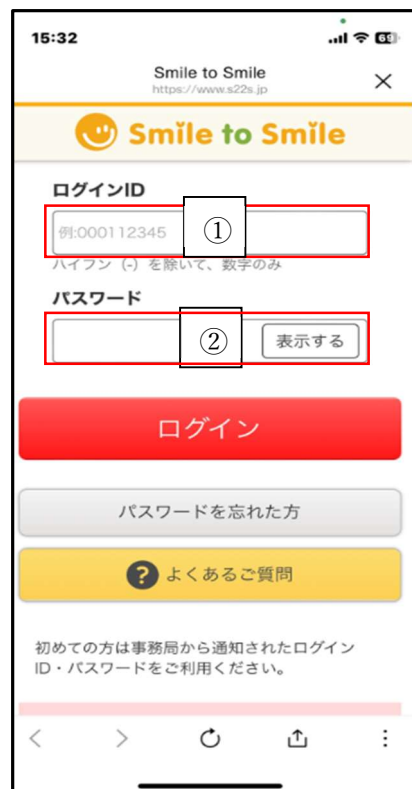 15:32
69
Smile to Smile
https://www.s22s.jp
Smile to Smile
ログインID
例:000112345
①
ハイフン (-) を除いて、数字のみ
パスワード
②
表示する
ログイン
パスワードを忘れた方
? よくあるご質問
初めての方は事務局から通知されたログイン
ID・パスワードをご利用ください。